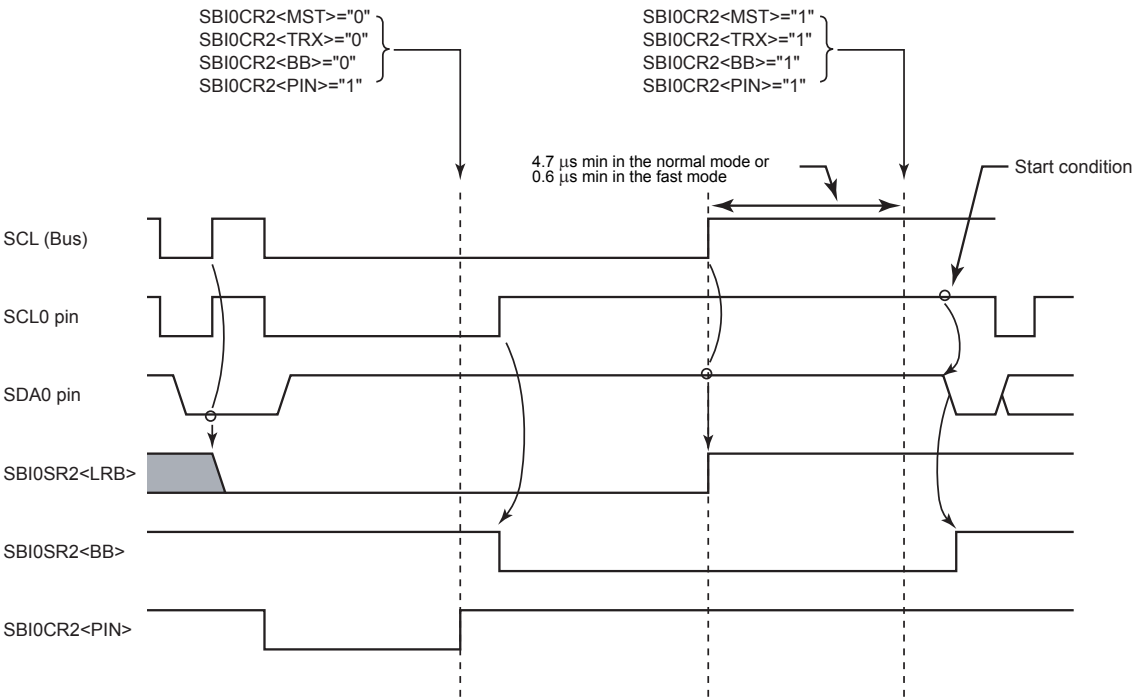 SBI0CR2<MST>="0"
SBI0CR2<TRX>="0"
SBI0CR2<BB>="0"
SBI0CR2<PIN>="1"
SBI0CR2<MST>="1"
SBI0CR2<TRX>="1"
SBI0CR2<BB>="1"
SBI0CR2<PIN>="1"
4.7 μs min in the normal mode or
0.6 μs min in the fast mode
Start condition
SCL (Bus)
SCL0 pin
SDA0 pin
SBI0SR2<LRB>
SBI0SR2<BB>
SBI0CR2<PIN>